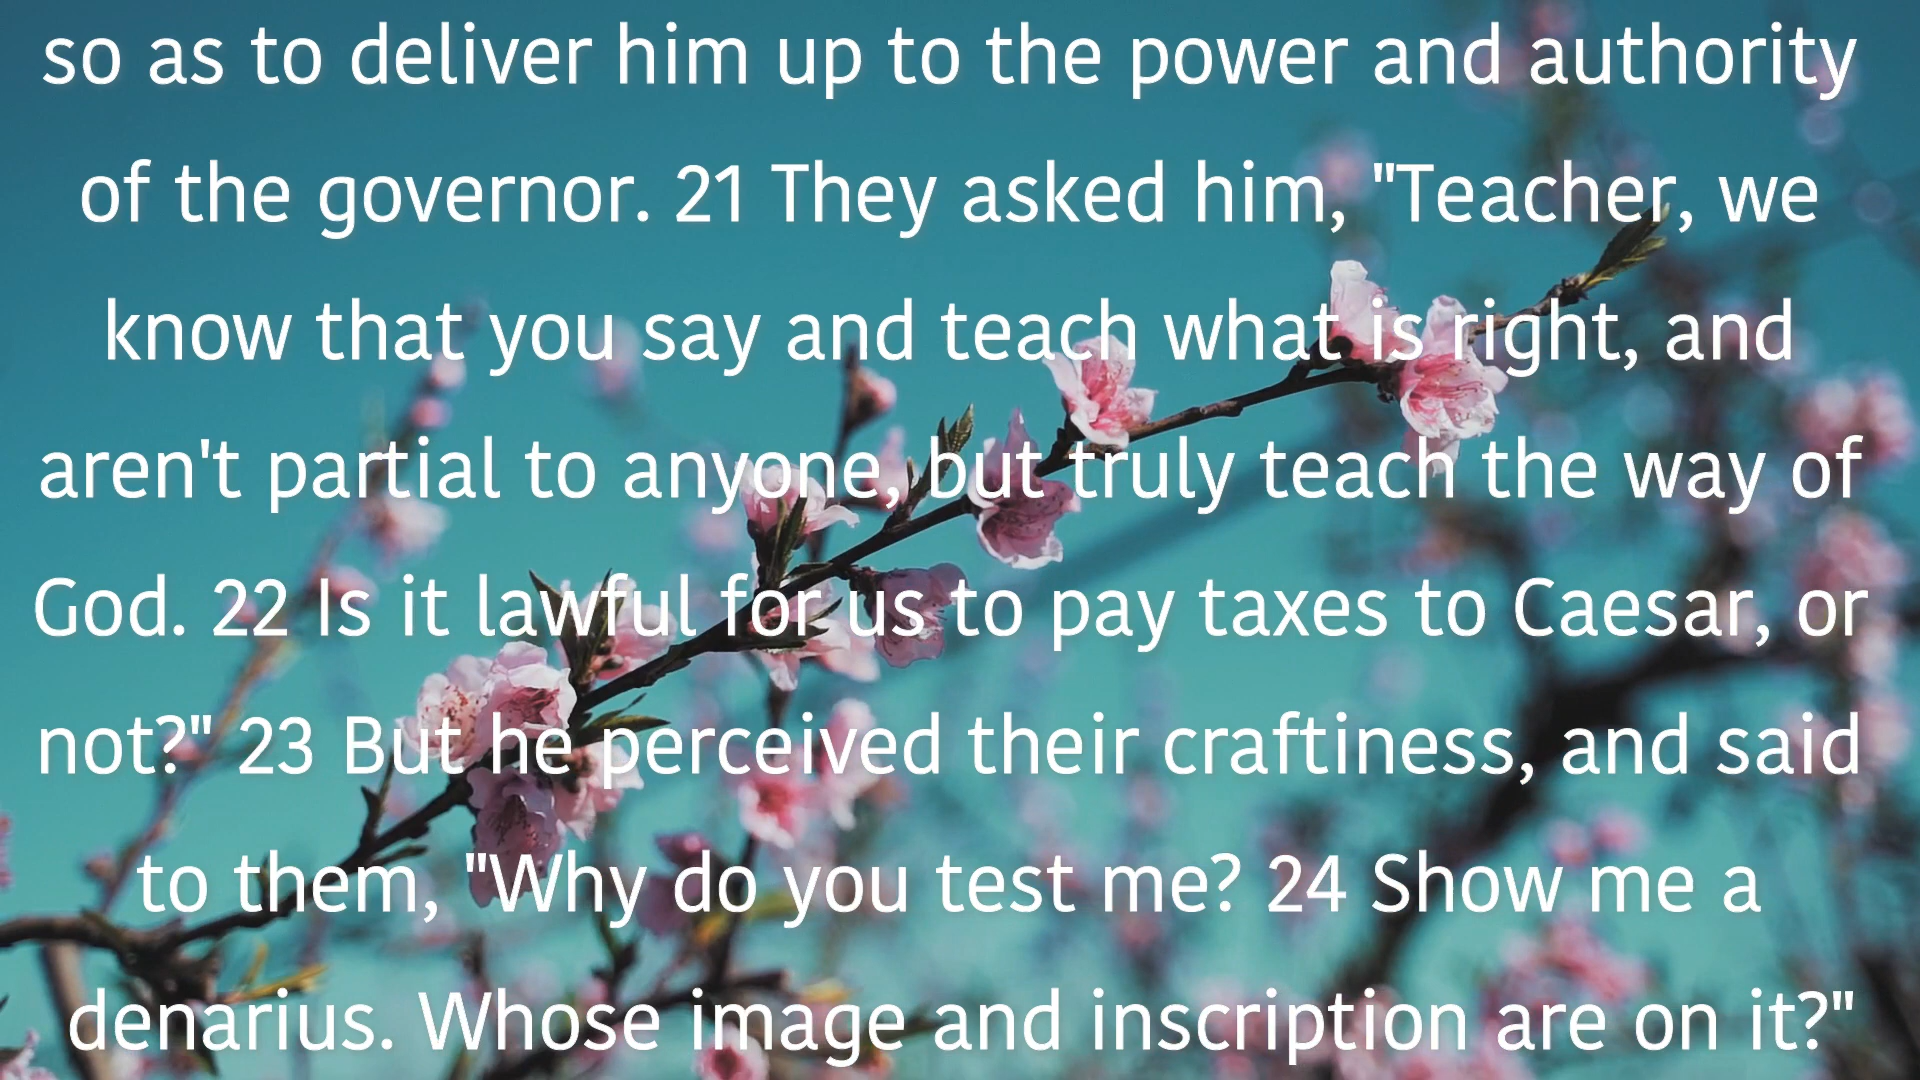 so as to deliver him up to the power and authority
of the governor. 21 They asked him, "Teacher, we
know that you say and teach what is right, and
aren't partial to anyone, but truly teach the way of
God. 22 Is it lawful for us to pay taxes to Caesar, or
not?" 23 But he perceived their craftiness, and said
to them, "Why do you test me? 24 Show me a
denarius. Whose image and inscription are on it?"